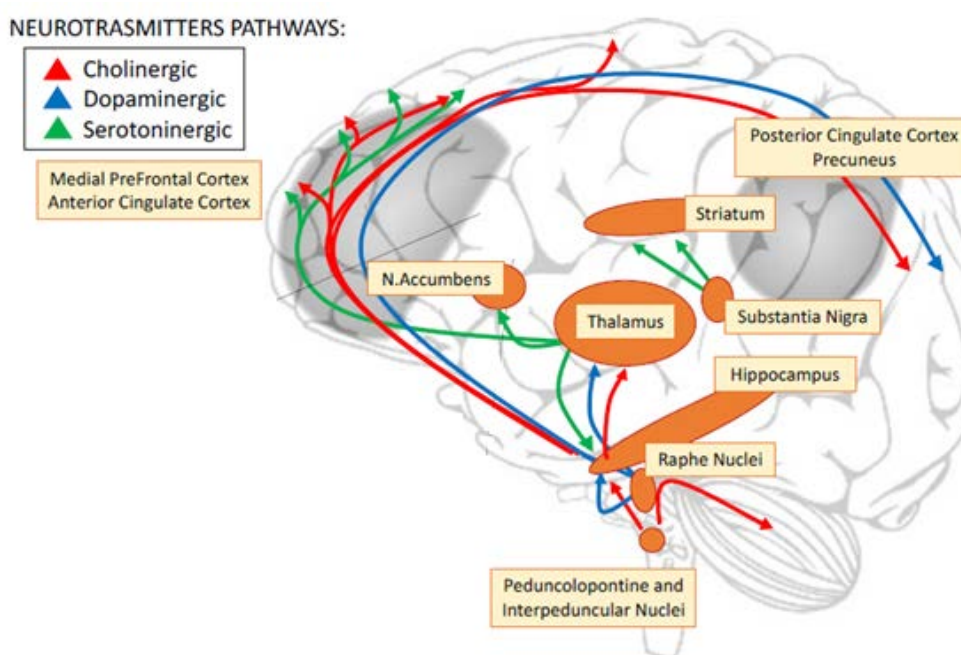 NEUROTRASMITTERS PATHWAYS:
Cholinergic
Dopaminergic
Serotoninergic
Medial PreFrontal Cortex
Anterior Cingulate Cortex
Posterior Cingulate Cortex
Precuneus
Striatum
N.Accumbens
Thalamus
Substantia Nigra
Hippocampus
Raphe Nuclei
Peduncolopontine and
Interpeduncular Nuclei